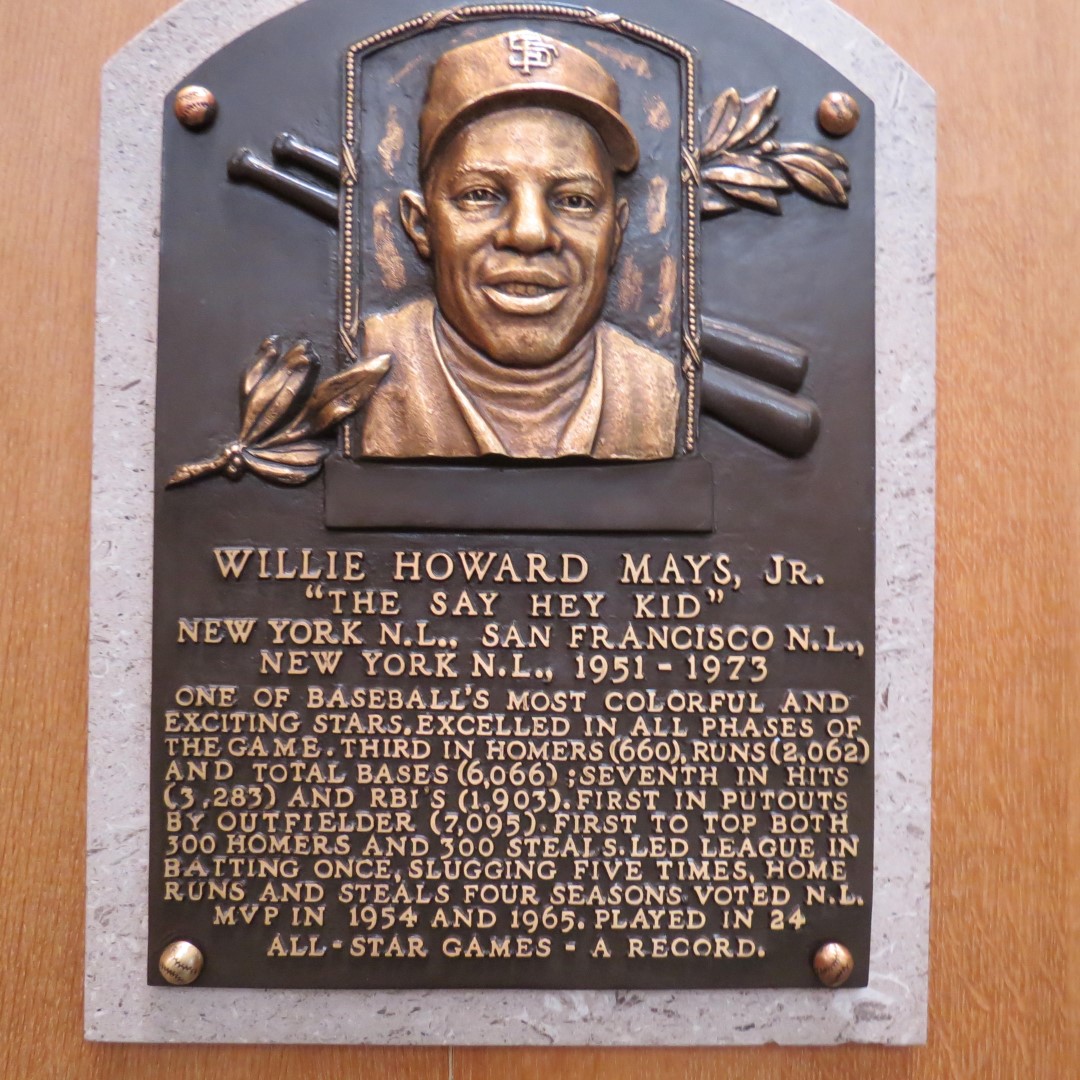 SF
WILLIE HOWARD MAYS, JR.
"THE SAY HEY KID"
NEW YORK N.L., SAN FRANCISCO N.L.,
NEW YORK N.L., 1951 - 1973
ONE OF BASEBALL'S MOST COLORFUL AND
EXCITING STARS. EXCELLED IN ALL PHASES OF
THE GAME. THIRD IN HOMERS (660), RUNS (2,062)
AND TOTAL BASES (6,066); SEVENTH IN HITS
(3,283) AND RBI'S (1,903). FIRST IN PUTOUTS
BY OUTFIELDER (7,095). FIRST TO TOP BOTH
300 HOMERS AND 300 STEALS. LED LEAGUE IN
BATTING ONCE, SLUGGING FIVE TIMES, HOME
RUNS AND STEALS FOUR SEASONS. VOTED N.L.
MVP IN 1954 AND 1965. PLAYED IN 24
ALL-STAR GAMES - A RECORD.